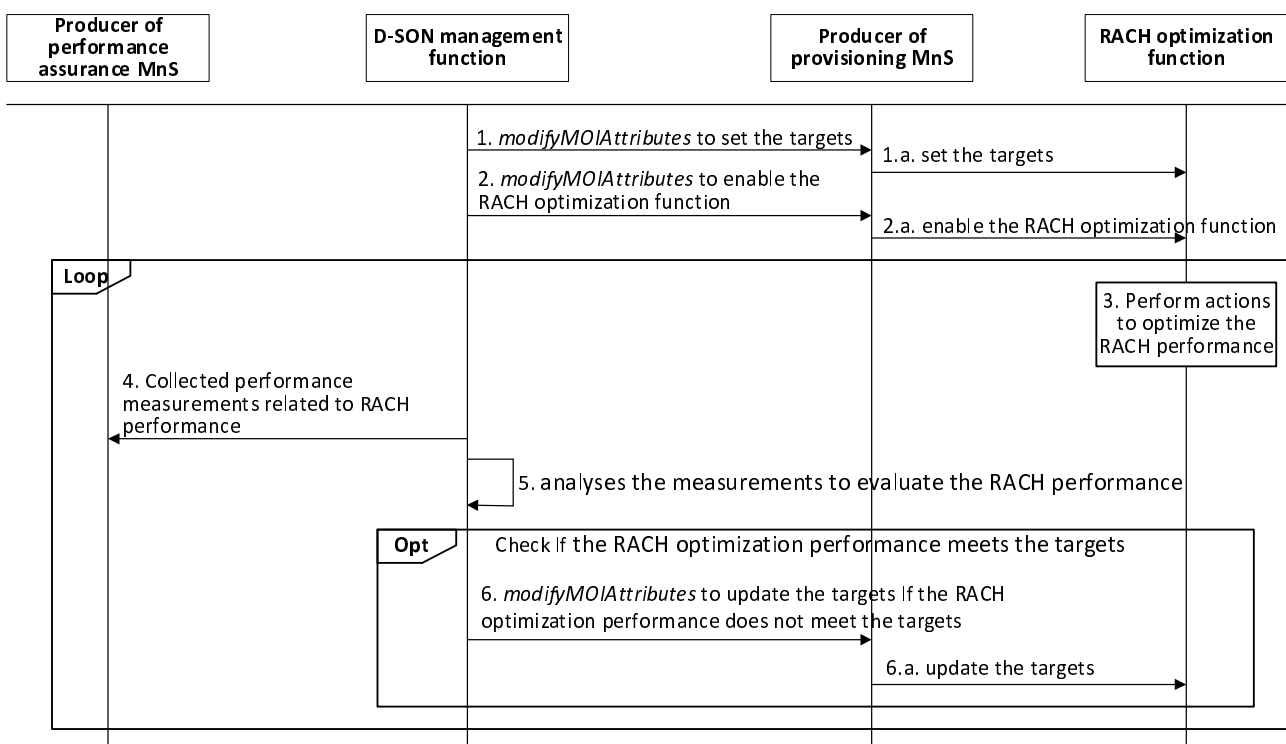 Producer of
performance
assurance MnS
D-SON management
function
Producer of
provisioning MnS
RACH optimization
function
1. modifyMOIAttributes to set the targets
1.a. set the targets
2. modifyMOIAttributes to enable the
RACH optimization function
2.a. enable the RACH optimization function
Loop
3. Perform actions
to optimize the
RACH performance
4. Collected performance
measurements related to RACH
performance
5. analyses the measurements to evaluate the RACH performance
Opt
Check If the RACH optimization performance meets the targets
6. modifyMOIAttributes to update the targets If the RACH
optimization performance does not meet the targets
6.a. update the targets